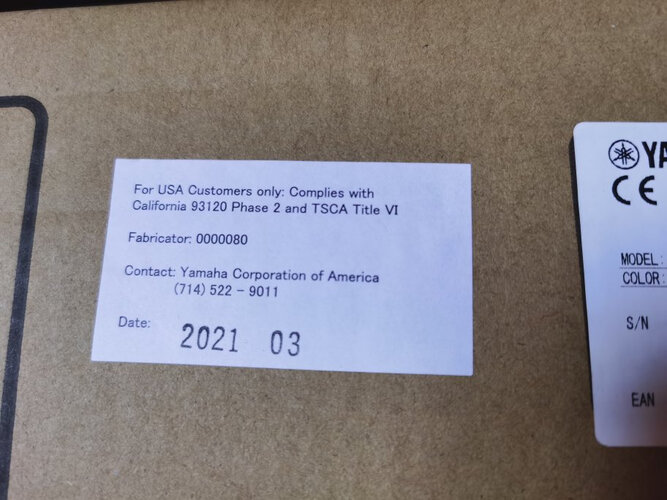 For USA Customers only: Complies with
California 93120 Phase 2 and TSCA Title VI
Fabricator: 0000080
Contact: Yamaha Corporation of America
(714) 522 - 9011
Date:
2021 03
CE
MODEL:
COLOR:
S/N
EAN